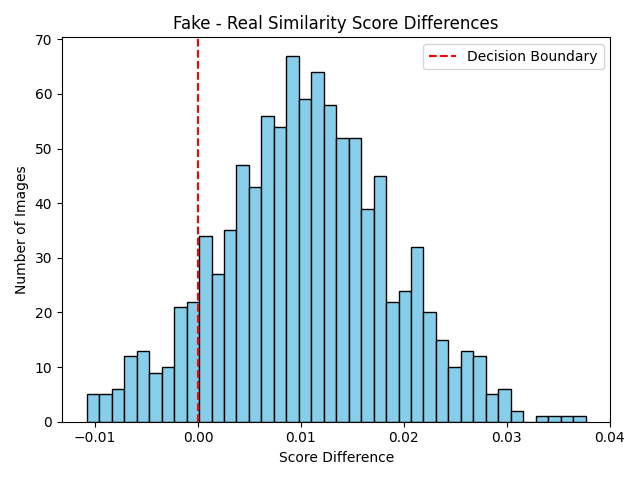 Fake - Real Similarity Score Differences
Decision Boundary
Number of Images
70
60
50
40
30
20
10
0
−0.01 0.00 0.01 0.02 0.03 0.04
Score Difference